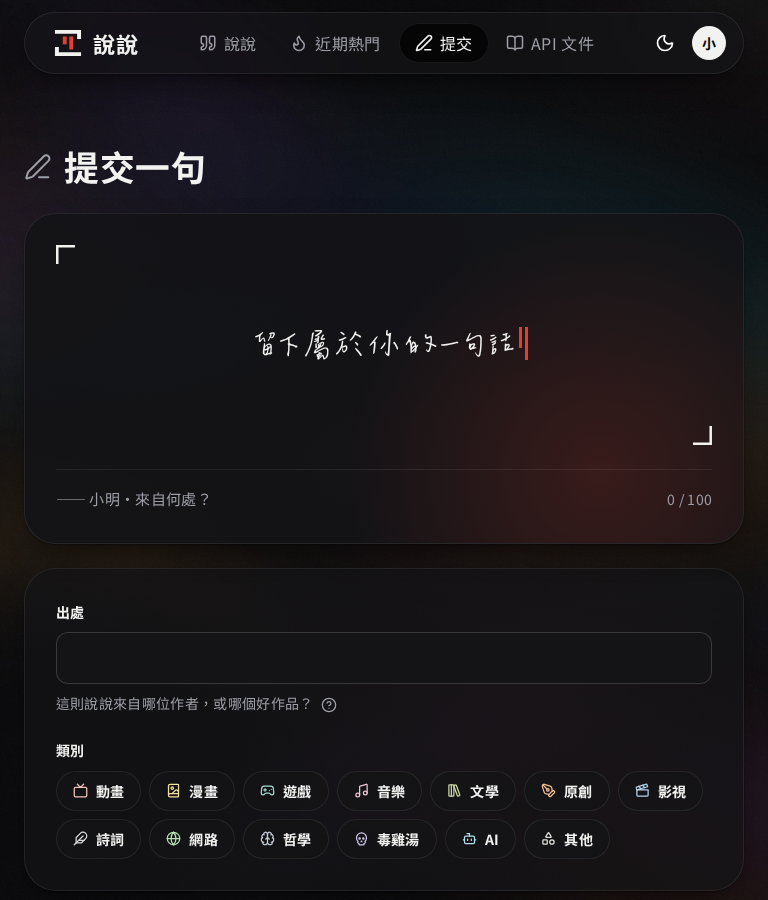 說說 說說 近期熱門 提交 API 文件 小
提交一句
留下屬於你的一句話
—— 小明・來自何處？ 0 / 100
出處
這則說說來自哪位作者，或哪個好作品？
類別
動畫 漫畫 遊戲 音樂 文學 原創 影視
詩詞 網路 哲學 毒雞湯 AI 其他